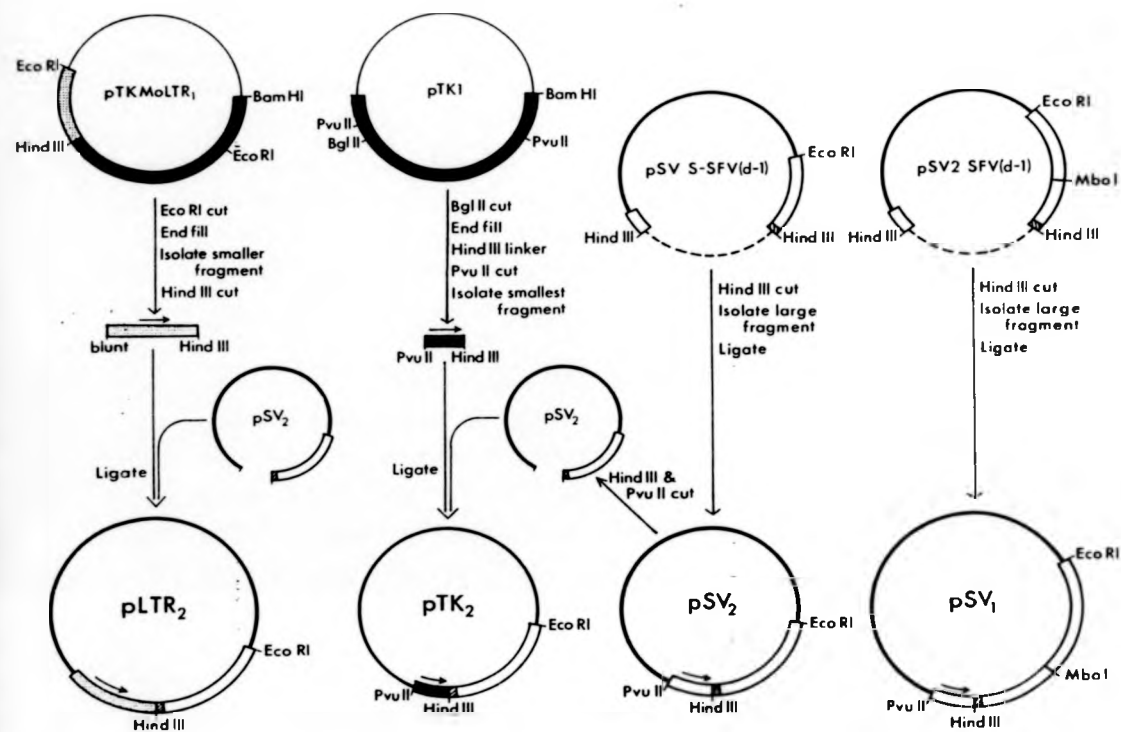 Eco RI
pTKMoLTR₁
Bam HI
Hind III
Eco RI
Eco RI cut
End fill
Isolate smaller
fragment
Hind III cut
blunt
Hind III
pSV₂
Ligate
pLTR₂
Eco RI
Hind III
pTK1
Bam HI
Pvu II
Bgl II
Pvu II
Bgl II cut
End fill
Hind III linker
Pvu II cut
Isolate smallest
fragment
Pvu II
Hind III
pSV₂
Ligate
Hind III &
Pvu II cut
pTK₂
Eco RI
Pvu II
Hind III
pSV S-SFV(d-1)
Eco RI
Hind III
Hind III
Hind III cut
Isolate large
fragment
Ligate
pSV₂
Eco RI
Pvu II
Hind III
pSV2 SFV(d-1)
Eco RI
Mbo I
Hind III
Hind III
Hind III cut
Isolate large
fragment
Ligate
pSV₁
Eco RI
Mbo I
Pvu II
Hind III